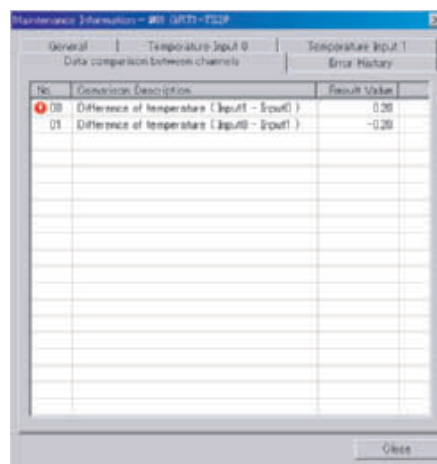 Maintenance Information - #01 GRT1-TS2P
General
Temperature Input 0
Temperature Input 1
Data comparison between channels
Error History
No. Comparison Description Result Value
00 Difference of temperature ( Input1 - Input0 ) 0.28
01 Difference of temperature ( Input0 - Input1 ) -0.28
Close